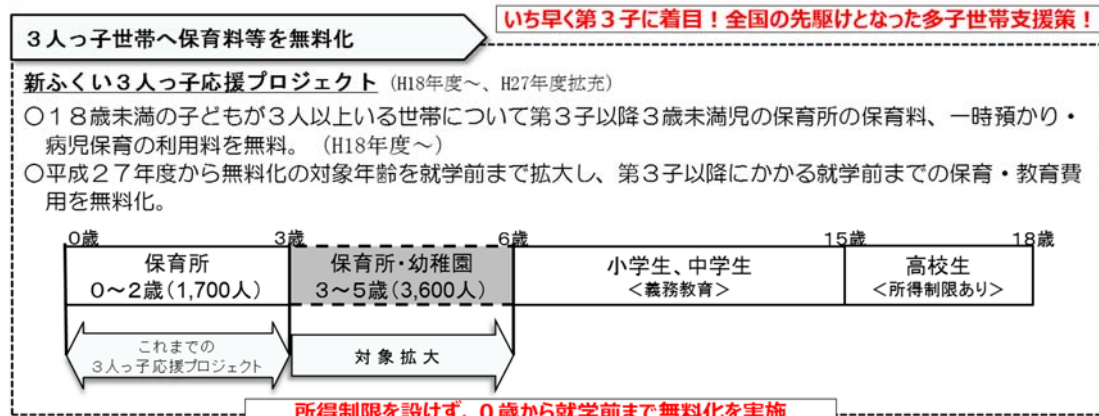 いち早く第3子に着目！全国の先駆けとなった多子世帯支援策！
３人っ子世帯へ保育料等を無料化
新ふくい３人っ子応援プロジェクト（H18年度～、H27年度拡充）
○１８歳未満の子どもが３人以上いる世帯について第３子以降３歳未満児の保育所の保育料、一時預かり・
病児保育の利用料を無料。（H18年度～）
○平成２７年度から無料化の対象年齢を就学前まで拡大し、第３子以降にかかる就学前までの保育・教育費
用を無料化。
0歳 3歳 6歳 15歳 18歳
保育所 保育所・幼稚園 小学生、中学生 高校生
０～２歳（1,700人） 3～5歳（3,600人） ＜義務教育＞ ＜所得制限あり＞
これまでの
３人っ子応援プロジェクト 対象拡大
所得制限を設けず、０歳から就学前まで無料化を実施